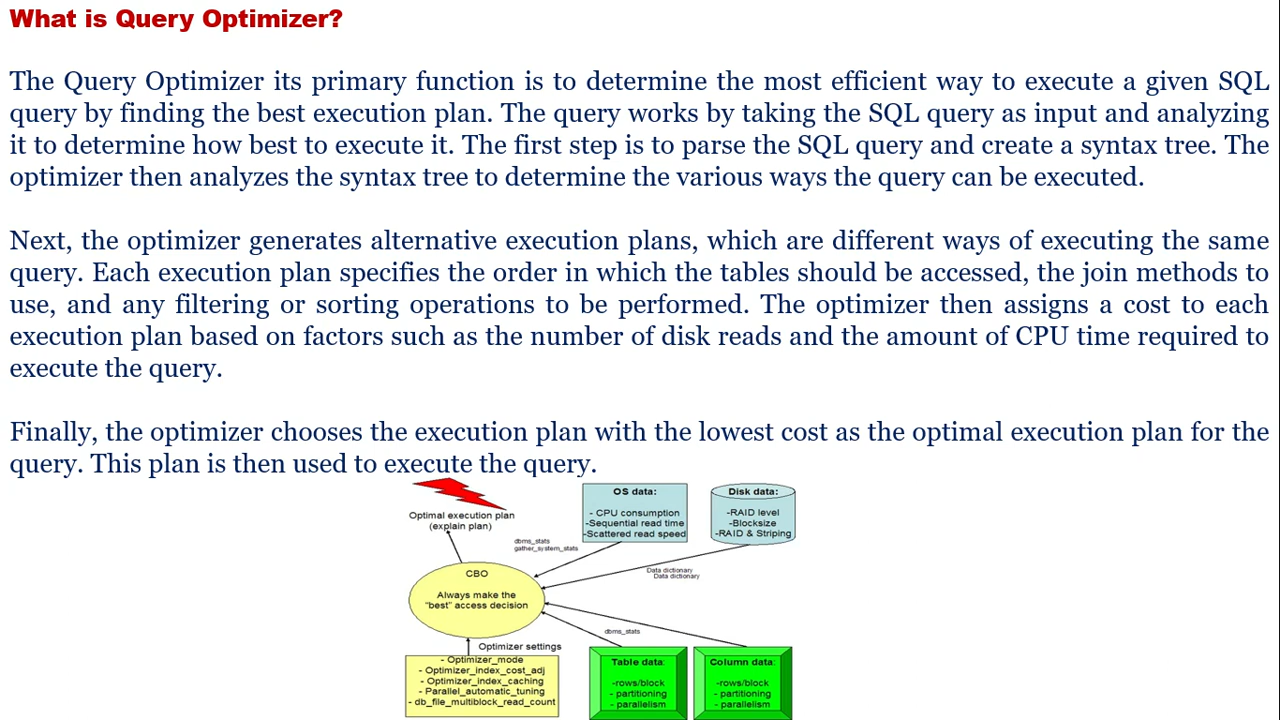 What is Query Optimizer?
The Query Optimizer its primary function is to determine the most efficient way to execute a given SQL
query by finding the best execution plan. The query works by taking the SQL query as input and analyzing
it to determine how best to execute it. The first step is to parse the SQL query and create a syntax tree. The
optimizer then analyzes the syntax tree to determine the various ways the query can be executed.
Next, the optimizer generates alternative execution plans, which are different ways of executing the same
query. Each execution plan specifies the order in which the tables should be accessed, the join methods to
use, and any filtering or sorting operations to be performed. The optimizer then assigns a cost to each
execution plan based on factors such as the number of disk reads and the amount of CPU time required to
execute the query.
Finally, the optimizer chooses the execution plan with the lowest cost as the optimal execution plan for the
query. This plan is then used to execute the query.
Optimal execution plan
(explain plan)
OS data:
- CPU consumption
-Sequential read time
-Scattered read speed
Disk data:
-RAID level
-Blocksize
-RAID & Striping
dbms_stats
gather_system_stats
Data dictionary
Data dictionary
CBO
Always make the
"best" access decision
dbms_stats
Optimizer settings
- Optimizer_mode
- Optimizer_index_cost_adj
- Optimizer_index_caching
- Parallel_automatic_tuning
- db_file_multiblock_read_count
Table data:
-rows/block
- partitioning
- parallelism
Column data:
-rows/block
- partitioning
- parallelism